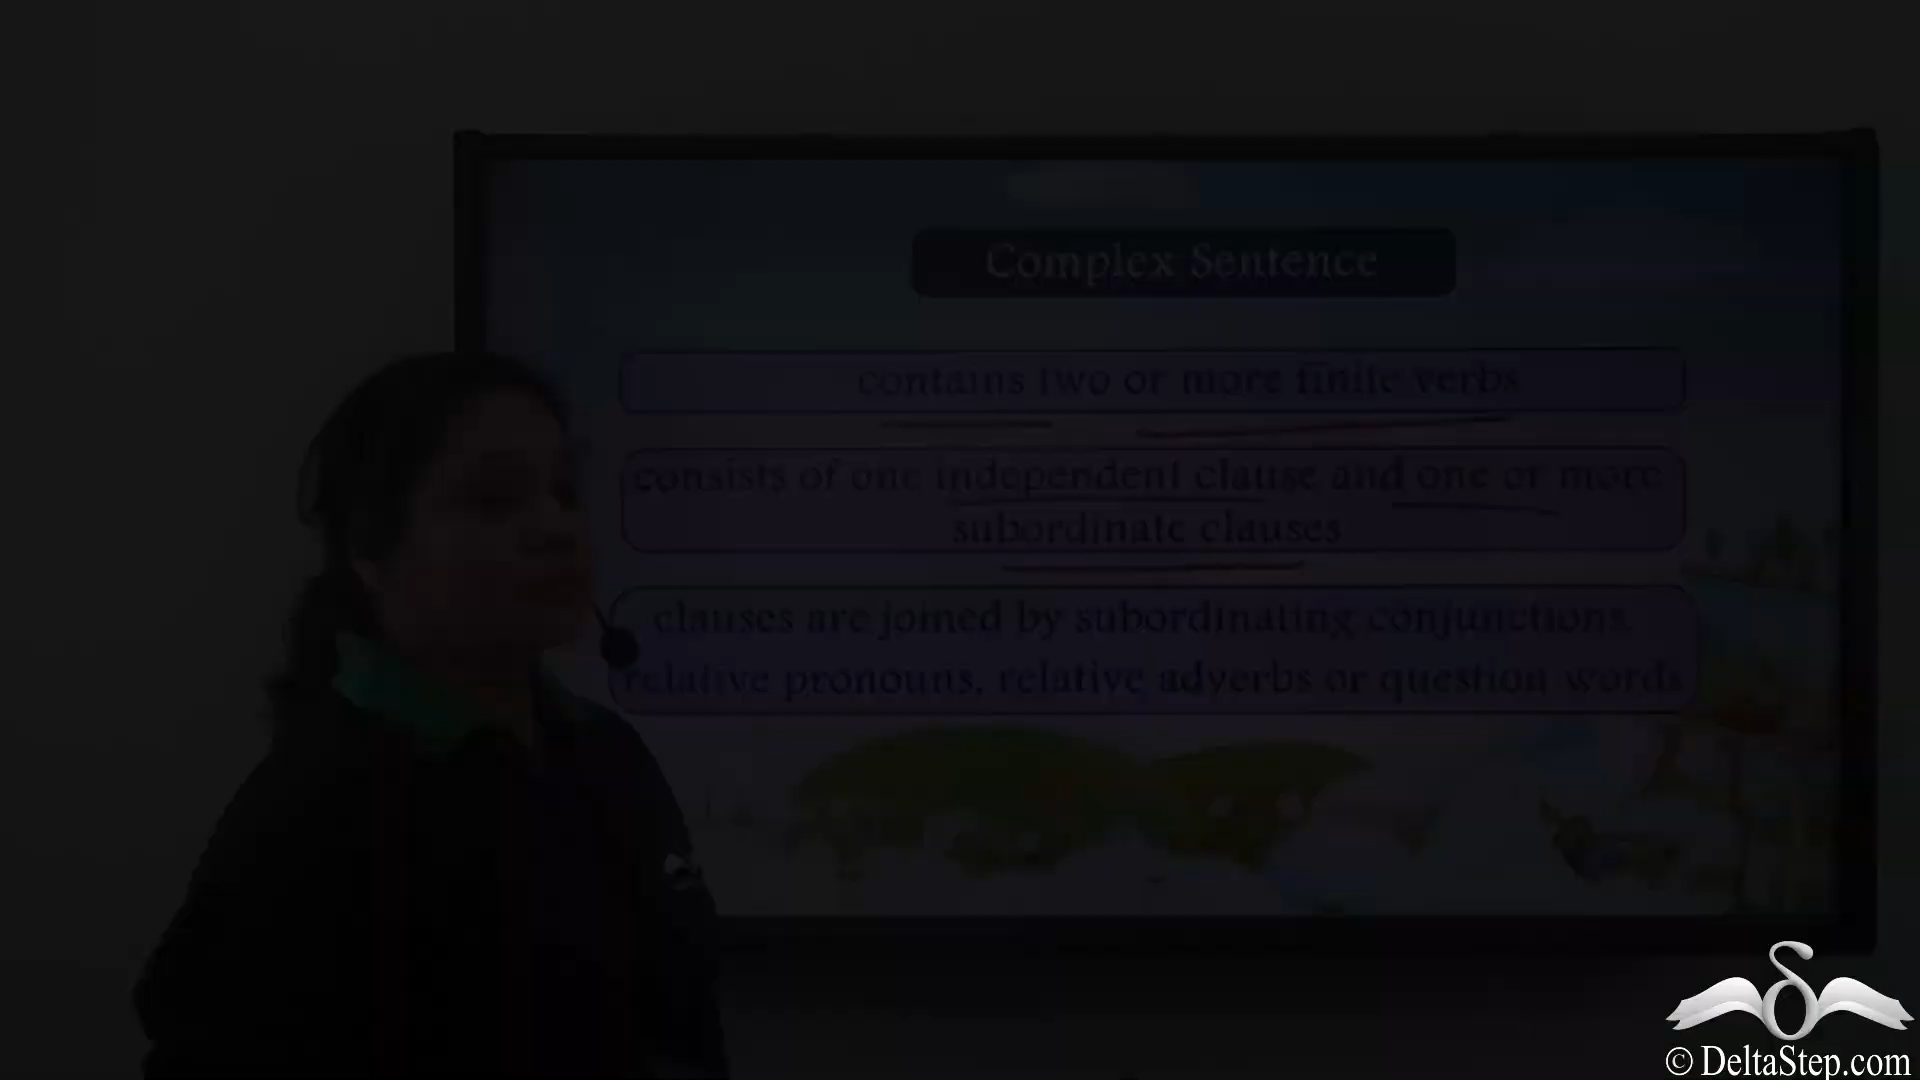 Complex Sentence
contains two or more finite verbs
consists of one independent clause and one or more
subordinate clauses
clauses are joined by subordinating conjunctions,
relative pronouns, relative adverbs or question words
© DeltaStep.com